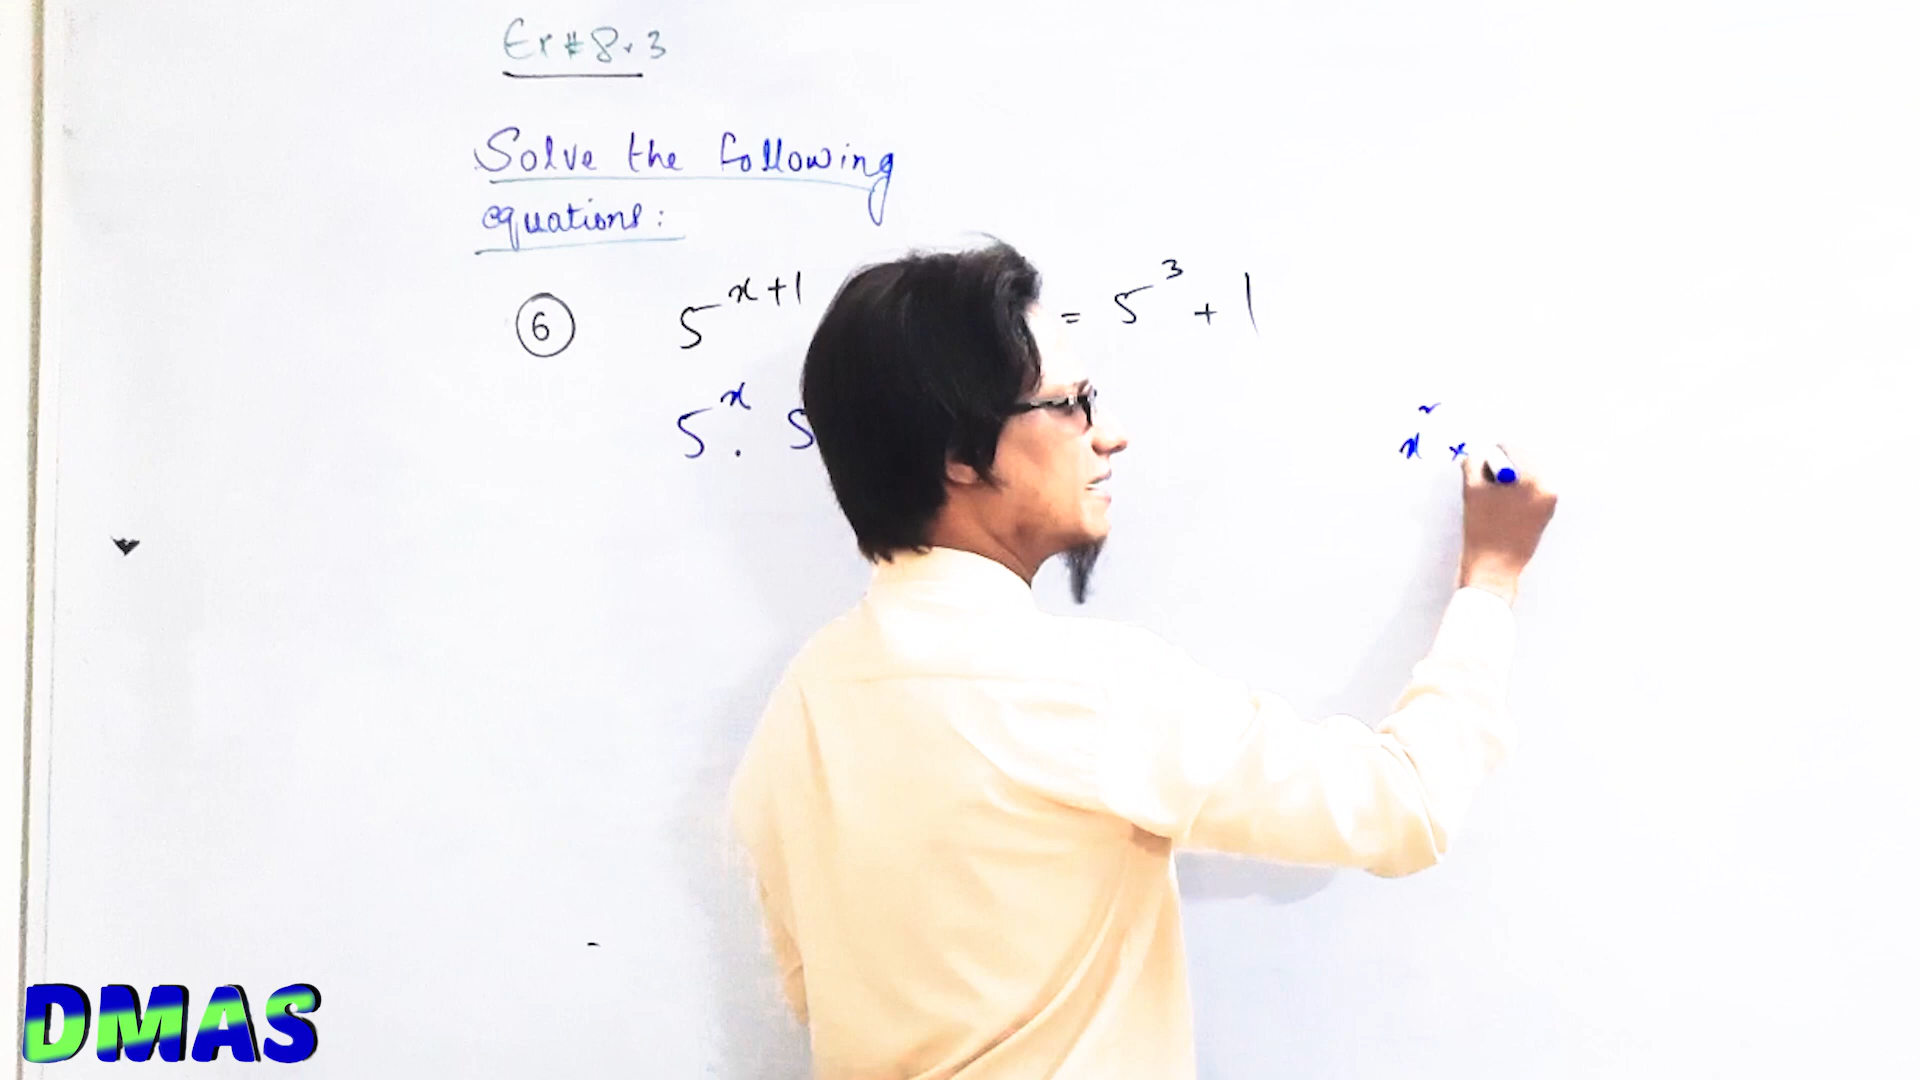 Ex # 8.3
Solve the following
equations:
6 5^{x+1} = 5^3 + 1
5^x . 5
x^2 ×
DMAS